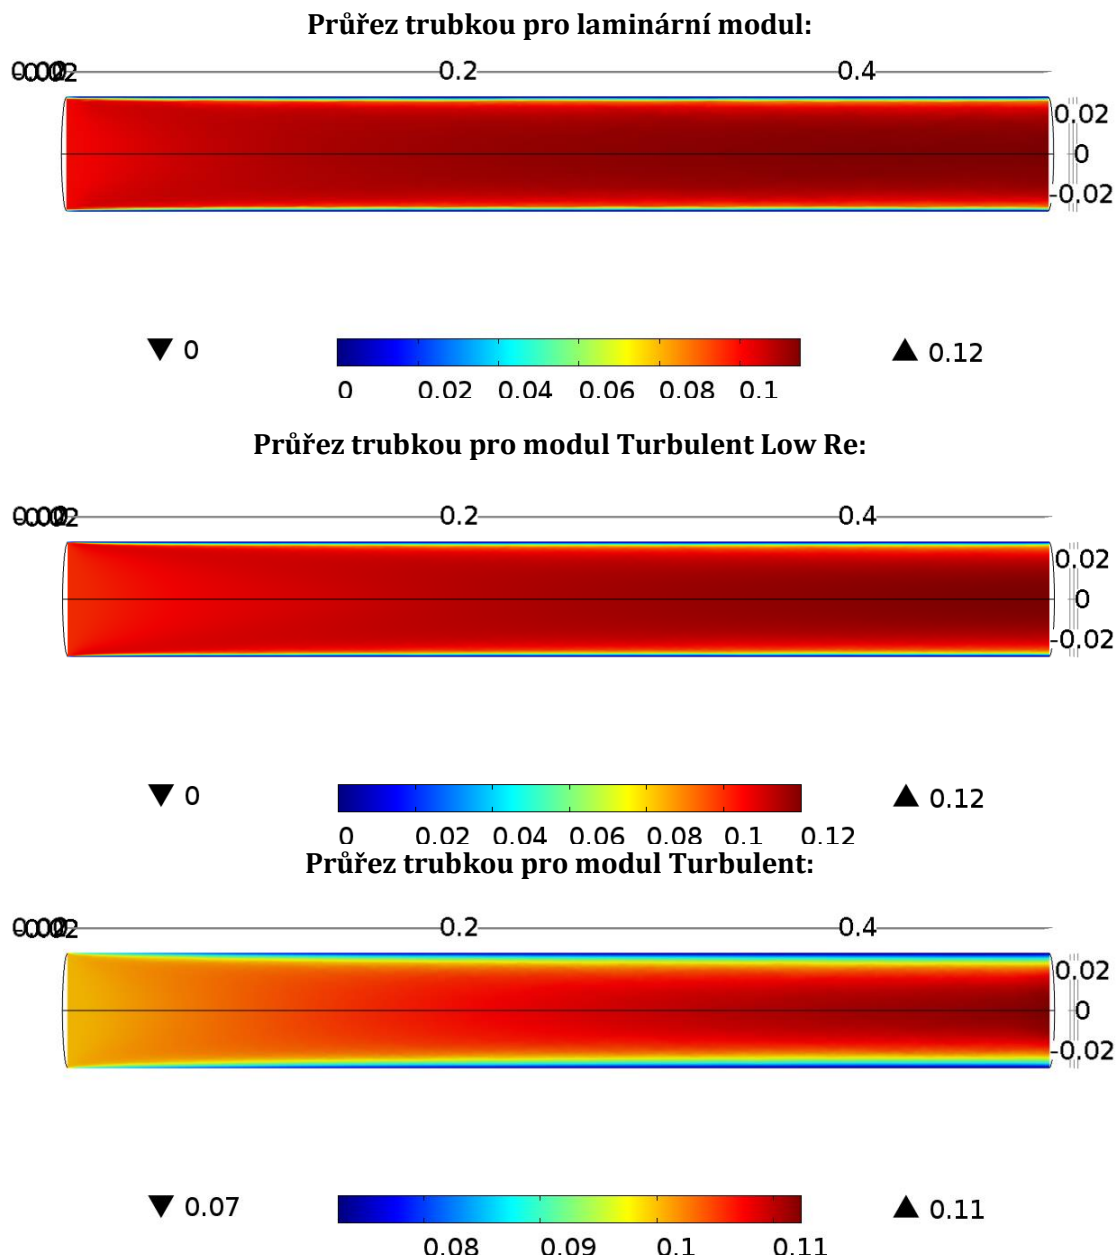 Průřez trubkou pro laminární modul:
0.2 0.4
0.02
0
-0.02
▼ 0 ▲ 0.12
0 0.02 0.04 0.06 0.08 0.1
Průřez trubkou pro modul Turbulent Low Re:
0.2 0.4
0.02
0
-0.02
▼ 0 ▲ 0.12
0 0.02 0.04 0.06 0.08 0.1 0.12
Průřez trubkou pro modul Turbulent:
0.2 0.4
0.02
0
-0.02
▼ 0.07 ▲ 0.11
0.08 0.09 0.1 0.11